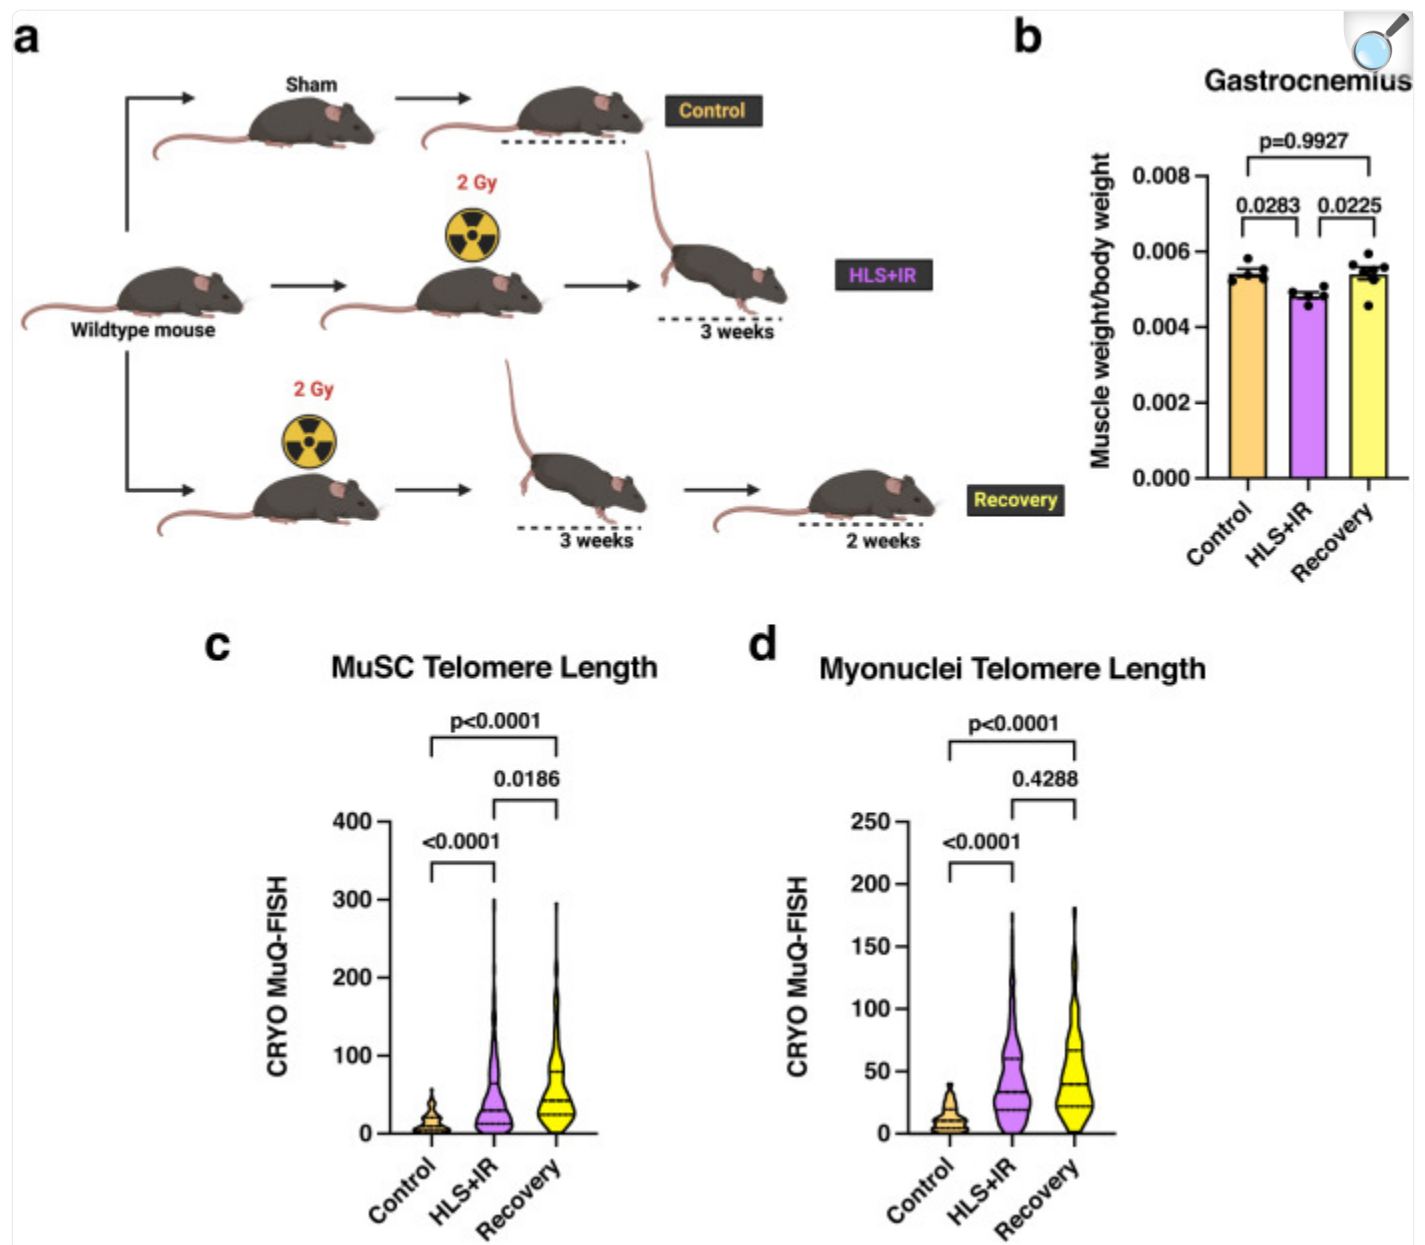 a
Sham
Control
2 Gy
HLS+IR
Wildtype mouse
3 weeks
2 Gy
Recovery
3 weeks
2 weeks
b
Gastrocnemius
p=0.9927
0.0283
0.0225
Muscle weight/body weight
0.008
0.006
0.004
0.002
0.000
Control
HLS+IR
Recovery
c
MuSC Telomere Length
p<0.0001
0.0186
<0.0001
CRYO MuQ-FISH
400
300
200
100
0
Control
HLS+IR
Recovery
d
Myonuclei Telomere Length
p<0.0001
0.4288
<0.0001
CRYO MuQ-FISH
250
200
150
100
50
0
Control
HLS+IR
Recovery